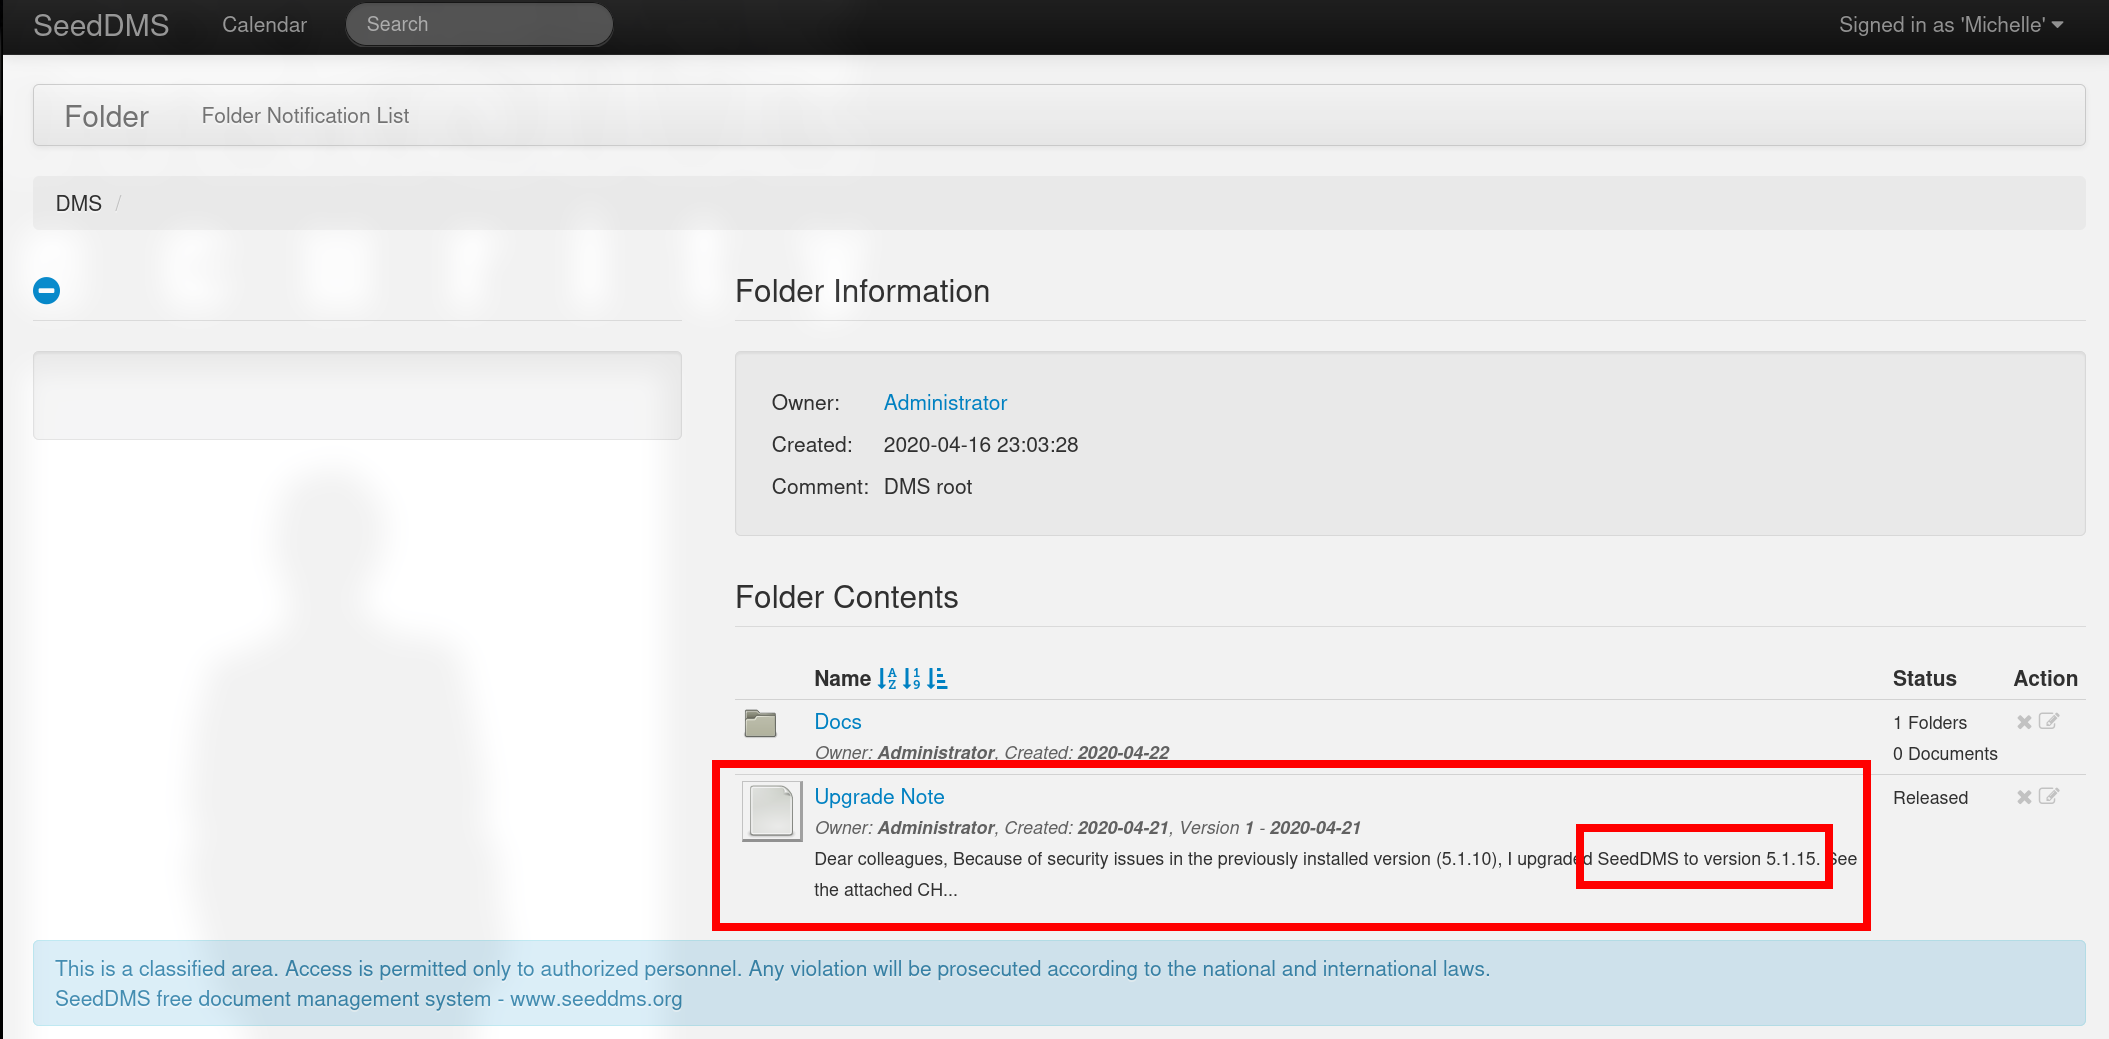 SeedDMS Calendar Search Signed in as 'Michelle'
Folder Folder Notification List
DMS /
Folder Information
Owner: Administrator
Created: 2020-04-16 23:03:28
Comment: DMS root
Folder Contents
Name Status Action
Docs 1 Folders
Owner: Administrator, Created: 2020-04-22 0 Documents
Upgrade Note Released
Owner: Administrator, Created: 2020-04-21, Version 1 - 2020-04-21
Dear colleagues, Because of security issues in the previously installed version (5.1.10), I upgraded SeedDMS to version 5.1.15. See
the attached CH...
This is a classified area. Access is permitted only to authorized personnel. Any violation will be prosecuted according to the national and international laws.
SeedDMS free document management system - www.seeddms.org